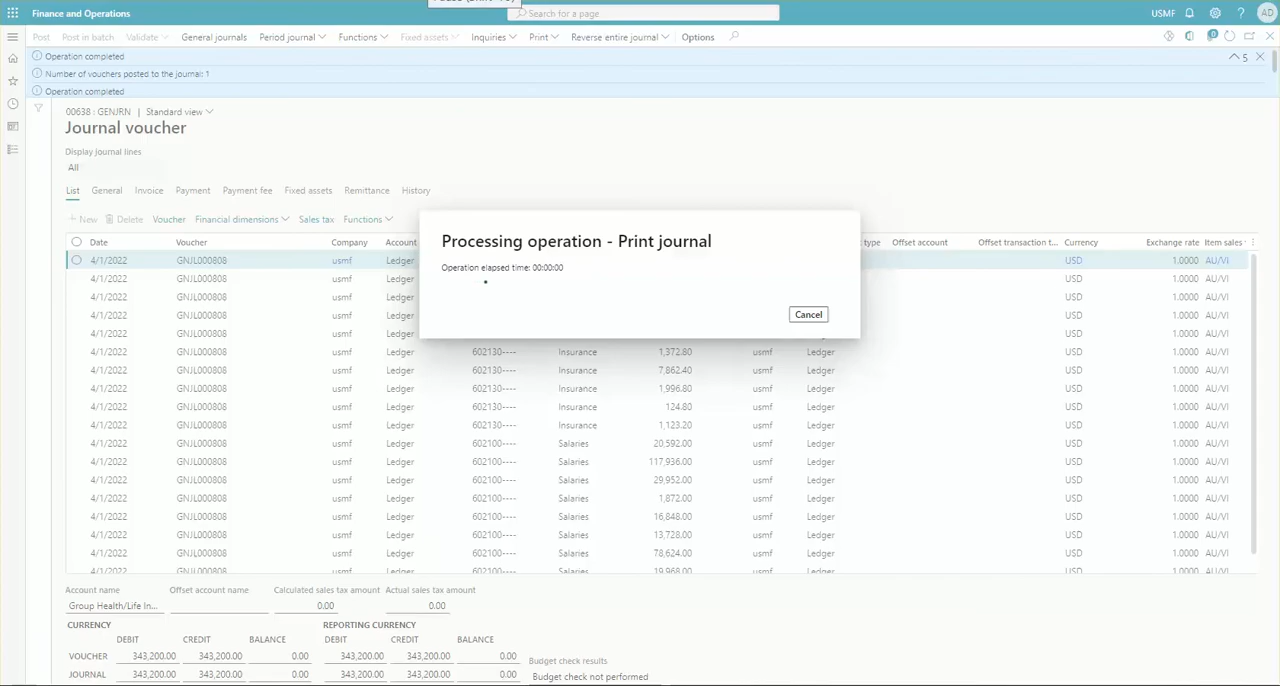 Finance and Operations
Search for a page
USMF
AD
Post Post in batch Validate General journals Period journal Functions Fixed assets Inquiries Print Reverse entire journal Options
0
Operation completed
5
Number of vouchers posted to the journal: 1
Operation completed
00638 : GENJRN | Standard view
Journal voucher
Display journal lines
All
List General Invoice Payment Payment fee Fixed assets Remittance History
+ New Delete Voucher Financial dimensions Sales tax Functions
Processing operation - Print journal
Operation elapsed time: 00:00:00
Cancel
Date Voucher Company Account t type Offset account Offset transaction t... Currency Exchange rate Item sales
4/1/2022 GNJL000808 usmf Ledger USD 1.0000 AU/VI
4/1/2022 GNJL000808 usmf Ledger USD 1.0000 AU/VI
4/1/2022 GNJL000808 usmf Ledger USD 1.0000 AU/VI
4/1/2022 GNJL000808 usmf Ledger USD 1.0000 AU/VI
4/1/2022 GNJL000808 usmf Ledger USD 1.0000 AU/VI
4/1/2022 GNJL000808 usmf Ledger 602130---- Insurance 1,372.80 usmf Ledger USD 1.0000 AU/VI
4/1/2022 GNJL000808 usmf Ledger 602130---- Insurance 7,862.40 usmf Ledger USD 1.0000 AU/VI
4/1/2022 GNJL000808 usmf Ledger 602130---- Insurance 1,996.80 usmf Ledger USD 1.0000 AU/VI
4/1/2022 GNJL000808 usmf Ledger 602130---- Insurance 124.80 usmf Ledger USD 1.0000 AU/VI
4/1/2022 GNJL000808 usmf Ledger 602130---- Insurance 1,123.20 usmf Ledger USD 1.0000 AU/VI
4/1/2022 GNJL000808 usmf Ledger 602100---- Salaries 20,592.00 usmf Ledger USD 1.0000 AU/VI
4/1/2022 GNJL000808 usmf Ledger 602100---- Salaries 117,936.00 usmf Ledger USD 1.0000 AU/VI
4/1/2022 GNJL000808 usmf Ledger 602100---- Salaries 29,952.00 usmf Ledger USD 1.0000 AU/VI
4/1/2022 GNJL000808 usmf Ledger 602100---- Salaries 1,872.00 usmf Ledger USD 1.0000 AU/VI
4/1/2022 GNJL000808 usmf Ledger 602100---- Salaries 16,848.00 usmf Ledger USD 1.0000 AU/VI
4/1/2022 GNJL000808 usmf Ledger 602100---- Salaries 13,728.00 usmf Ledger USD 1.0000 AU/VI
4/1/2022 GNJL000808 usmf Ledger 602100---- Salaries 78,624.00 usmf Ledger USD 1.0000 AU/VI
4/1/2022 GNJL000808 usmf Ledger 602100---- Salaries 19,968.00 usmf Ledger USD 1.0000 AU/VI
Account name Offset account name Calculated sales tax amount Actual sales tax amount
Group Health/Life In... 0.00 0.00
CURRENCY REPORTING CURRENCY
DEBIT CREDIT BALANCE DEBIT CREDIT BALANCE
VOUCHER 343,200.00 343,200.00 0.00 343,200.00 343,200.00 0.00
JOURNAL 343,200.00 343,200.00 0.00 343,200.00 343,200.00 0.00
Budget check results
Budget check not performed